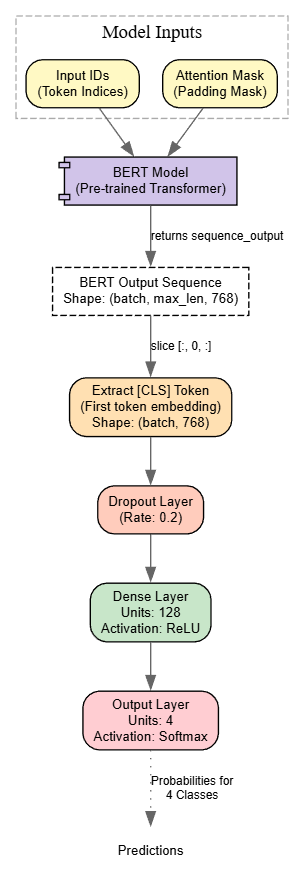 Model Inputs
Input IDs
(Token Indices)
Attention Mask
(Padding Mask)
BERT Model
(Pre-trained Transformer)
returns sequence_output
BERT Output Sequence
Shape: (batch, max_len, 768)
slice [:, 0, :]
Extract [CLS] Token
(First token embedding)
Shape: (batch, 768)
Dropout Layer
(Rate: 0.2)
Dense Layer
Units: 128
Activation: ReLU
Output Layer
Units: 4
Activation: Softmax
Probabilities for
4 Classes
Predictions